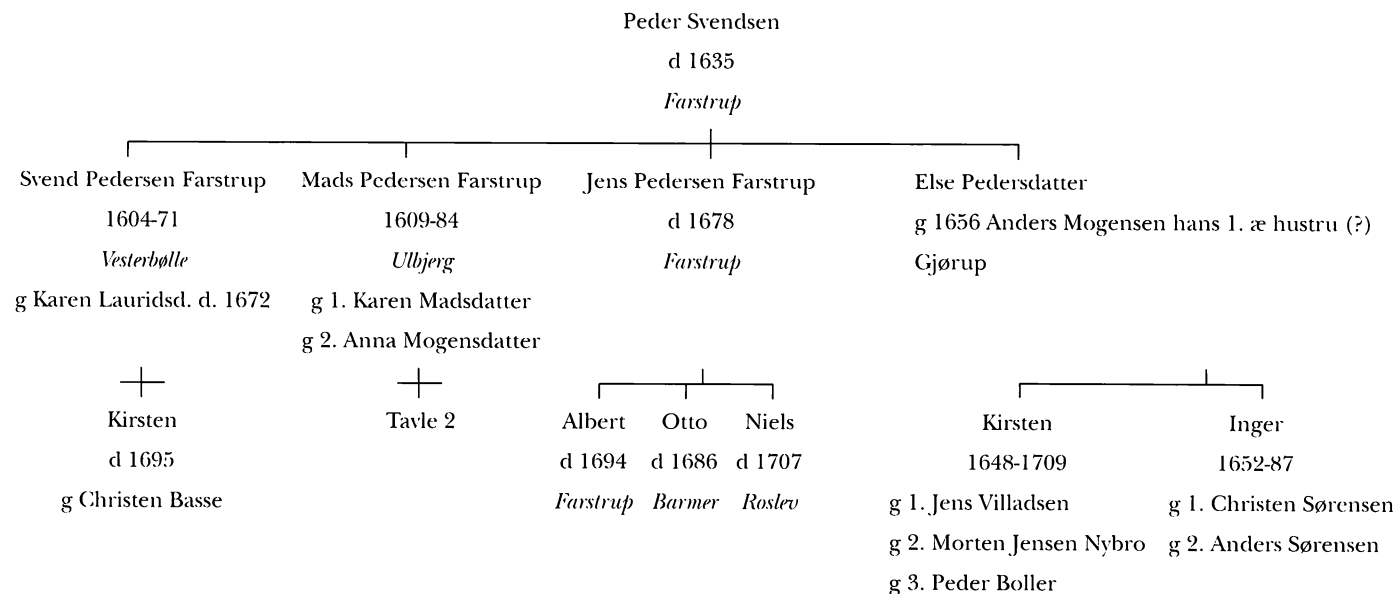 Peder Svendsen
d 1635
Farstrup
Svend Pedersen Farstrup
1604-71
Vesterbølle
g Karen Lauridsd. d. 1672
Mads Pedersen Farstrup
1609-84
Ulbjerg
g 1. Karen Madsdatter
g 2. Anna Mogensdatter
Jens Pedersen Farstrup
d 1678
Farstrup
Else Pedersdatter
g 1656 Anders Mogensen hans 1. æ hustru (?)
Gjørup
Kirsten
d 1695
g Christen Basse
Tavle 2
Albert
d 1694
Farstrup
Otto
d 1686
Barmer
Niels
d 1707
Roslev
Kirsten
1648-1709
g 1. Jens Villadsen
g 2. Morten Jensen Nybro
g 3. Peder Boller
Inger
1652-87
g 1. Christen Sørensen
g 2. Anders Sørensen